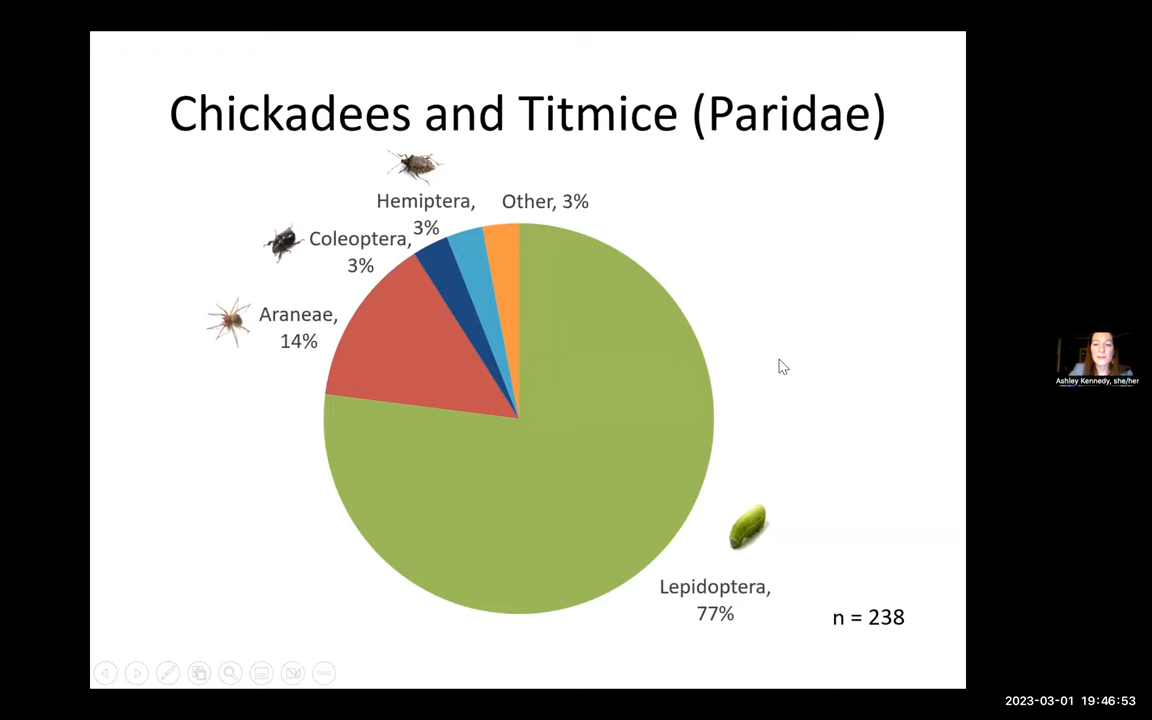 Chickadees and Titmice (Paridae)
Hemiptera,
3%
Other, 3%
Coleoptera,
3%
Araneae,
14%
Lepidoptera,
77%
n = 238
Ashley Kennedy, she/her
2023-03-01 19:46:53